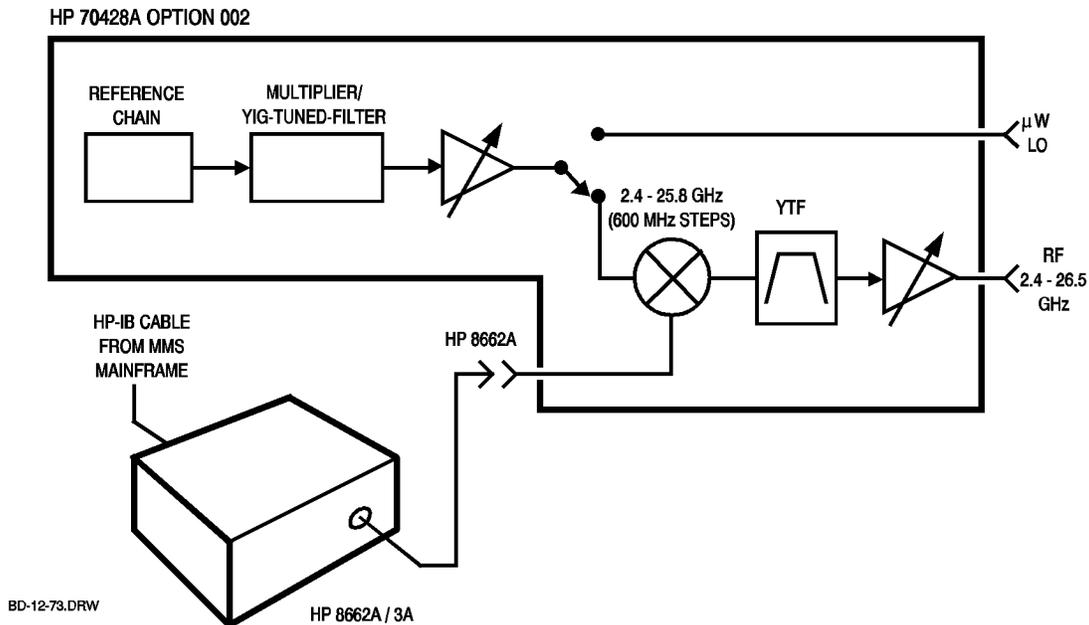 HP 70428A OPTION 002
REFERENCE
CHAIN
MULTIPLIER/
YIG-TUNED-FILTER
μW
LO
2.4 - 25.8 GHz
(600 MHz STEPS)
YTF
RF
2.4 - 26.5
GHz
HP-IB CABLE
FROM MMS
MAINFRAME
HP 8662A
HP 8662A / 3A
BD-12-73.DRW